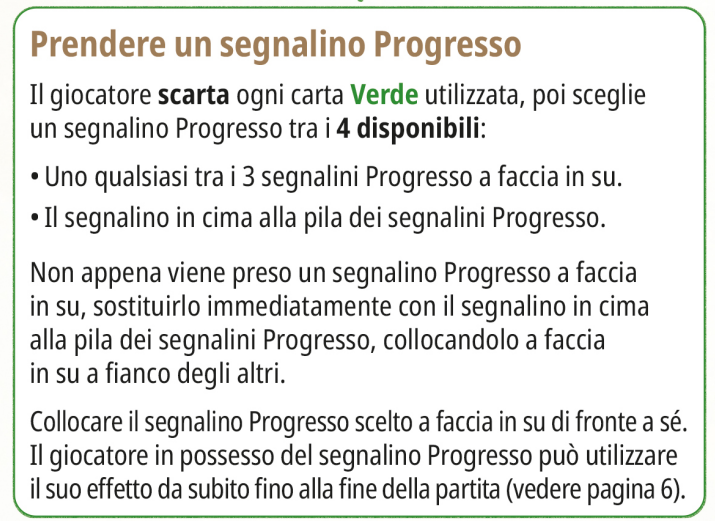 Prendere un segnalino Progresso
Il giocatore scarta ogni carta Verde utilizzata, poi sceglie
un segnalino Progresso tra i 4 disponibili:
• Uno qualsiasi tra i 3 segnalini Progresso a faccia in su.
• Il segnalino in cima alla pila dei segnalini Progresso.
Non appena viene preso un segnalino Progresso a faccia
in su, sostituirlo immediatamente con il segnalino in cima
alla pila dei segnalini Progresso, collocandolo a faccia
in su a fianco degli altri.
Collocare il segnalino Progresso scelto a faccia in su di fronte a sé.
Il giocatore in possesso del segnalino Progresso può utilizzare
il suo effetto da subito fino alla fine della partita (vedere pagina 6).